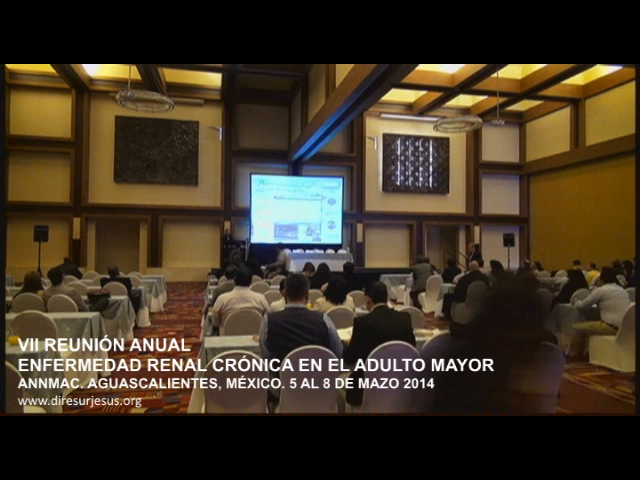 VII REUNIÓN ANUAL
ENFERMEDAD RENAL CRÓNICA EN EL ADULTO MAYOR
ANNMAC. AGUASCALIENTES, MÉXICO. 5 AL 8 DE MAZO 2014
www.diresurjesus.org